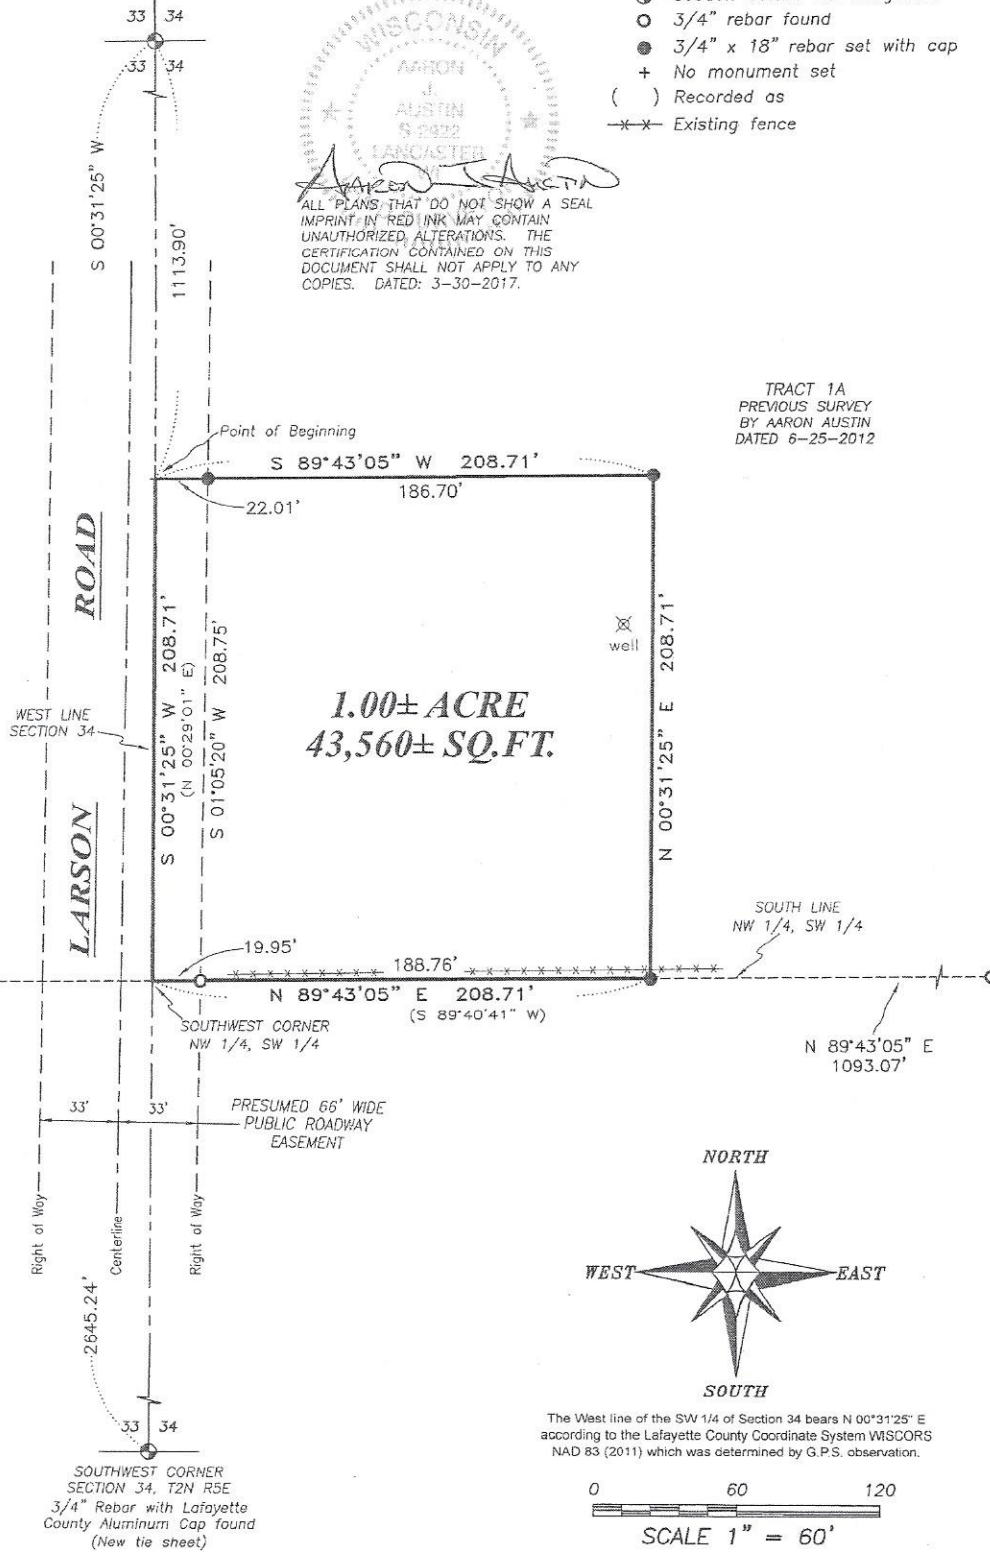 33 34
33 34
3/4" rebar found
3/4" x 18" rebar set with cap
+ No monument set
( ) Recorded as
Existing fence
WISCONSIN
AARON
J.
AUSTIN
S-2922
LANCASTER
WI
AARON J. AUSTIN
ALL PLANS THAT DO NOT SHOW A SEAL
IMPRINT IN RED INK MAY CONTAIN
UNAUTHORIZED ALTERATIONS. THE
CERTIFICATION CONTAINED ON THIS
DOCUMENT SHALL NOT APPLY TO ANY
COPIES. DATED: 3-30-2017.
S 00°31'25" W
1113.90'
TRACT 1A
PREVIOUS SURVEY
BY AARON AUSTIN
DATED 6-25-2012
Point of Beginning
S 89°43'05" W 208.71'
186.70'
22.01'
LARSON ROAD
WEST LINE
SECTION 34
S 00°31'25" W 208.71'
(N 00°29'01" E)
S 01°05'20" W 208.75'
1.00± ACRE
43,560± SQ.FT.
well
N 00°31'25" E 208.71'
SOUTH LINE
NW 1/4, SW 1/4
19.95'
188.76'
N 89°43'05" E 208.71'
(S 89°40'41" W)
SOUTHWEST CORNER
NW 1/4, SW 1/4
N 89°43'05" E
1093.07'
33' 33'
PRESUMED 66' WIDE
PUBLIC ROADWAY
EASEMENT
Right of Way
Centerline
Right of Way
2645.24'
33 34
SOUTHWEST CORNER
SECTION 34, T2N R5E
3/4" Rebar with Lafayette
County Aluminum Cap found
(New tie sheet)
NORTH
WEST
EAST
SOUTH
The West line of the SW 1/4 of Section 34 bears N 00°31'25" E
according to the Lafayette County Coordinate System WISCORS
NAD 83 (2011) which was determined by G.P.S. observation.
0 60 120
SCALE 1" = 60'